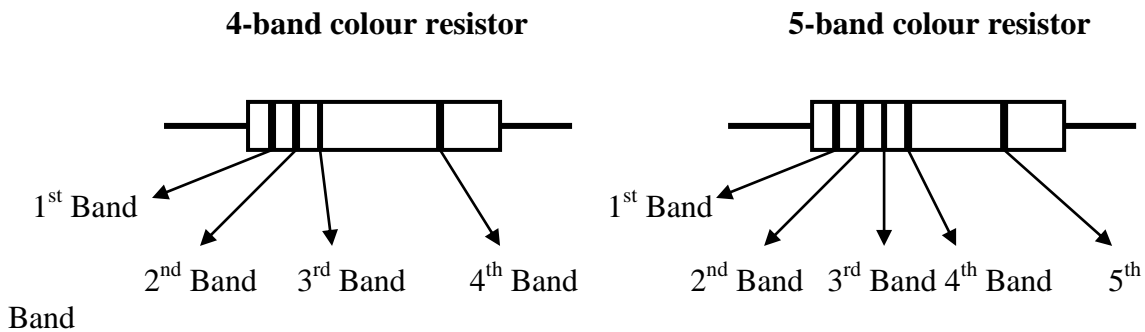 4-band colour resistor 5-band colour resistor
1st Band 1st Band
2nd Band 3rd Band 4th Band 2nd Band 3rd Band 4th Band 5th
Band